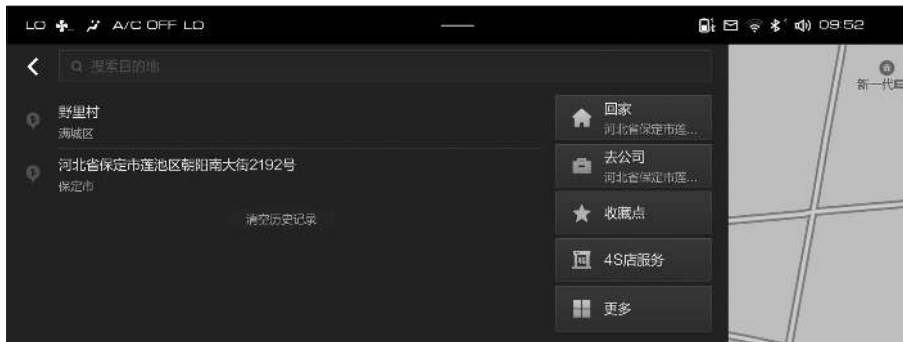 LO A/C OFF LO 09:52
搜索目的地
野里村
满城区
河北省保定市莲池区朝阳南大街2192号
保定市
清空历史记录
回家
河北省保定市莲...
去公司
河北省保定市莲...
收藏点
4S店服务
更多
新一代